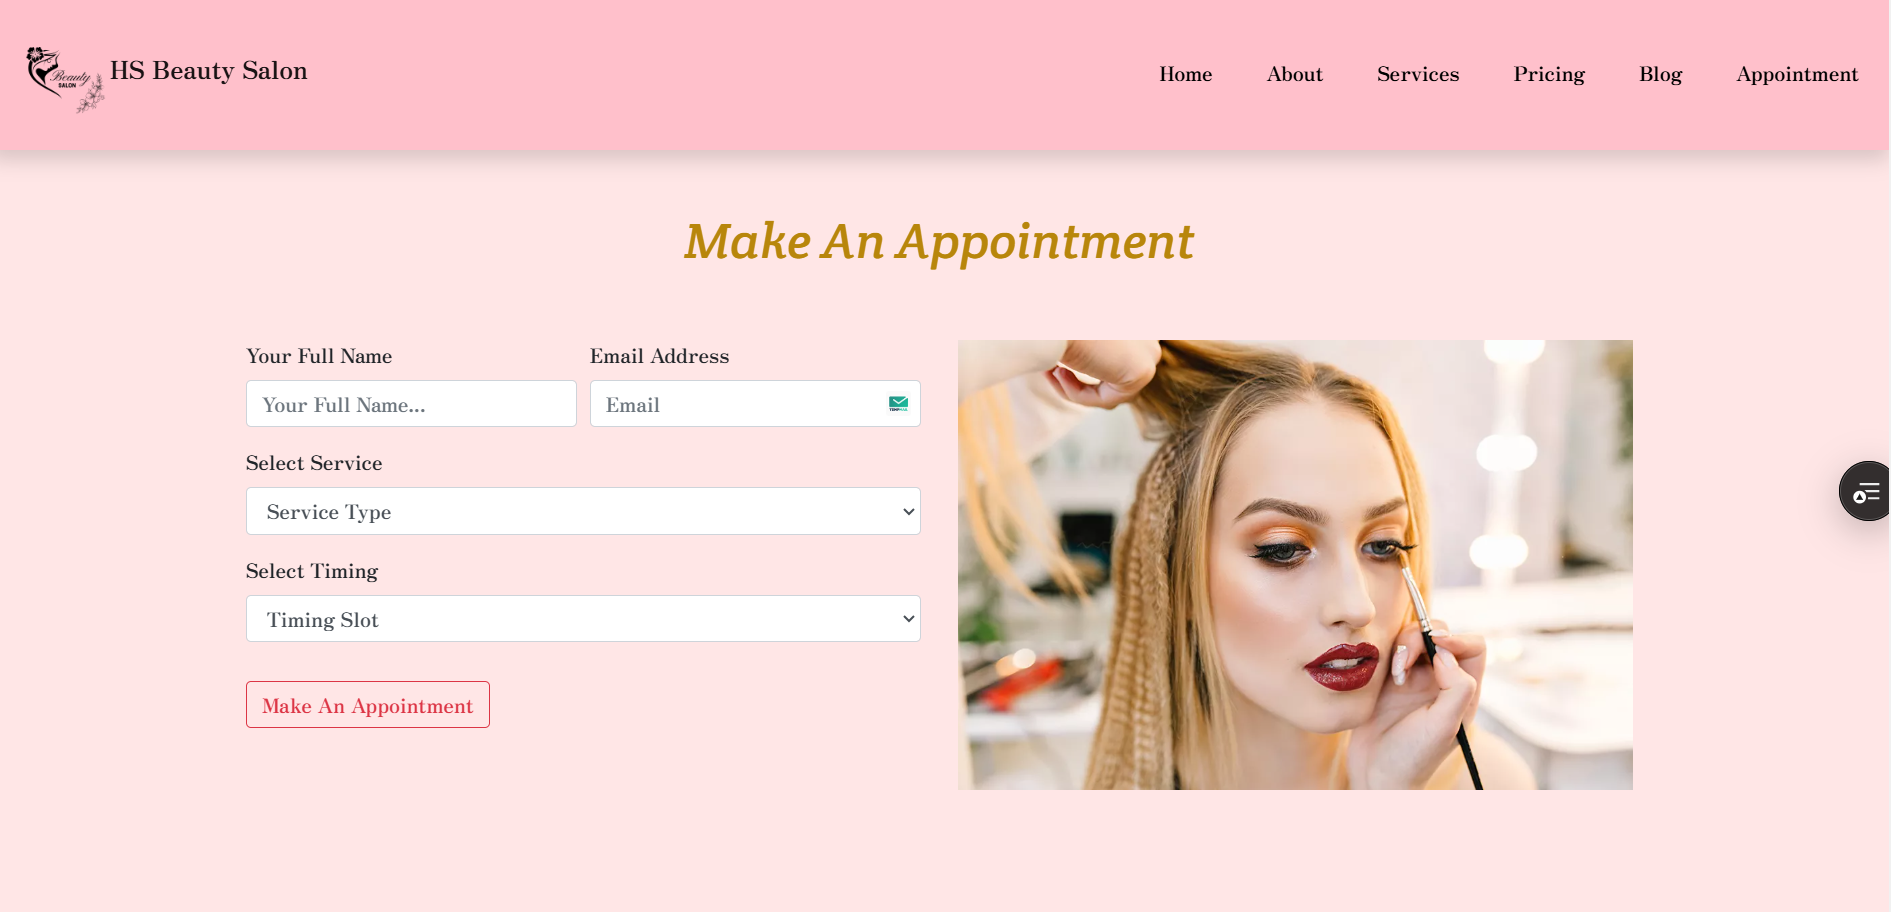 Beauty
SALON
HS Beauty Salon
Home About Services Pricing Blog Appointment
Make An Appointment
Your Full Name Email Address
Your Full Name... Email
TEMPMAIL
Select Service
Service Type
Select Timing
Timing Slot
Make An Appointment